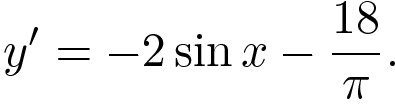 y′ = −2 sin x − 18/π.